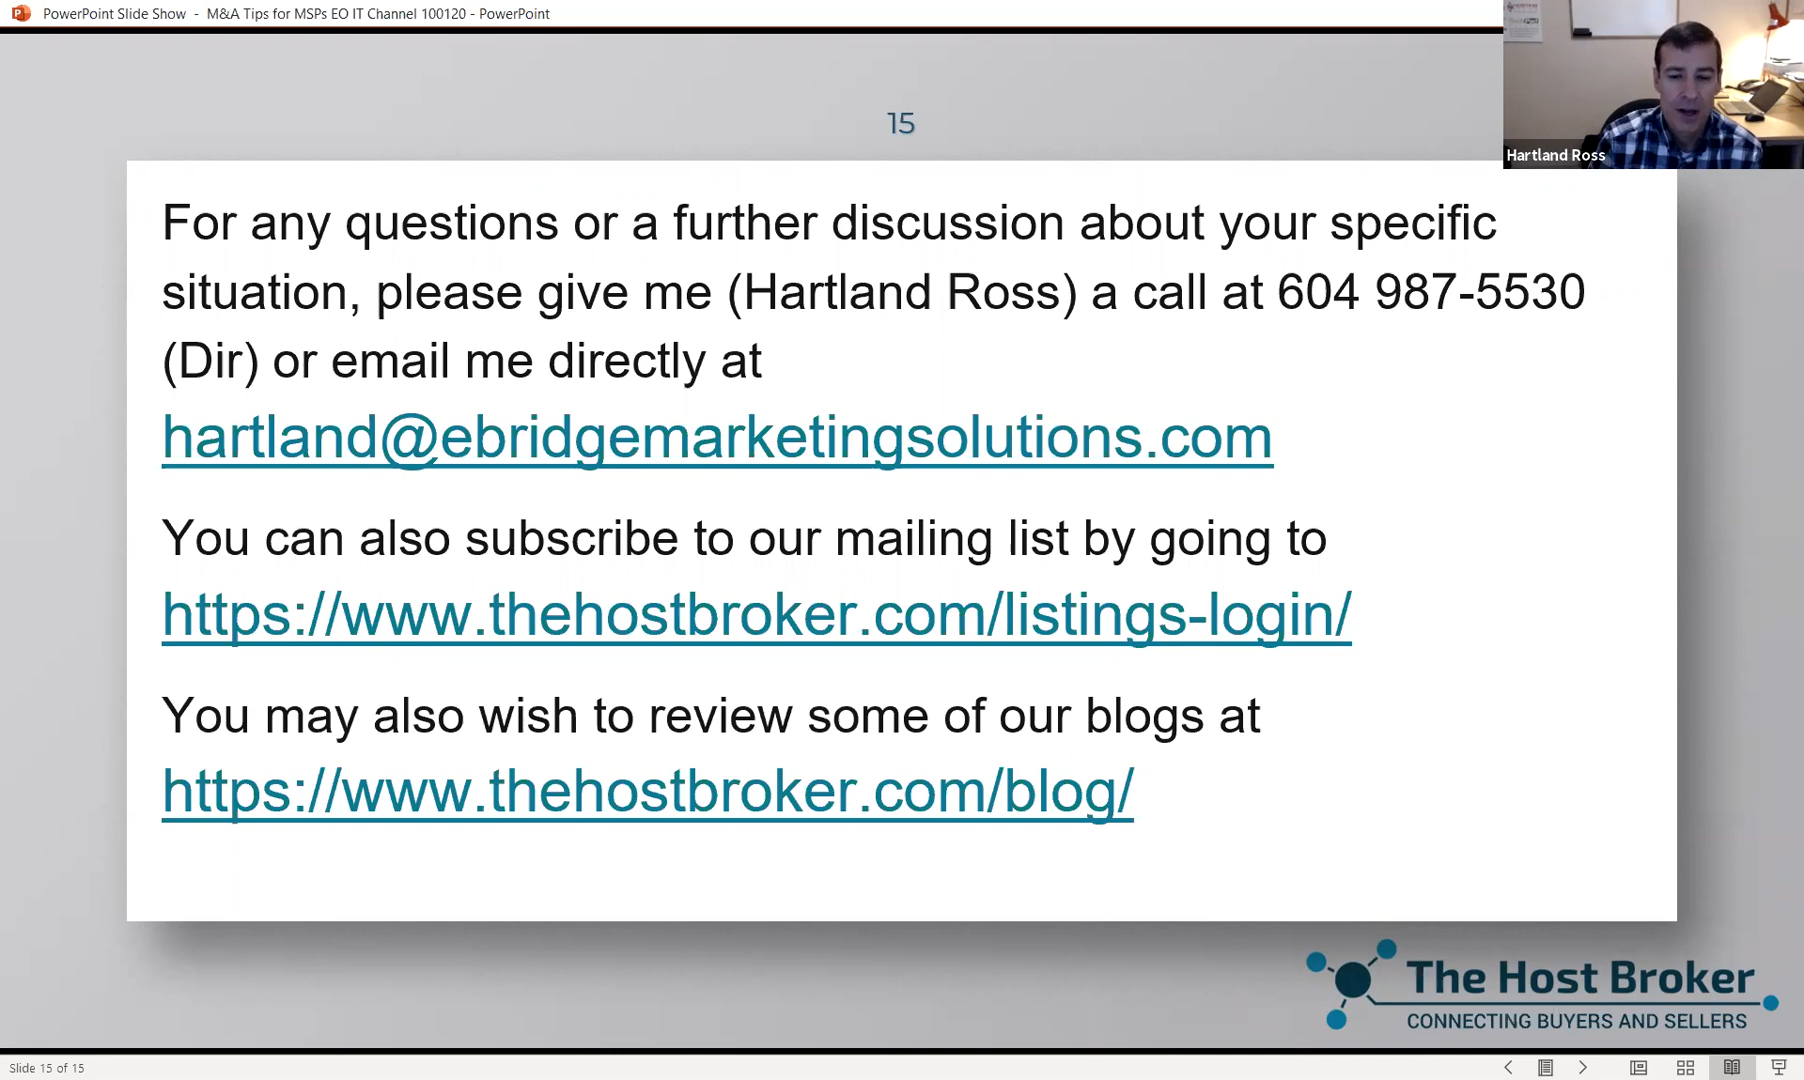 PowerPoint Slide Show - M&A Tips for MSPs EO IT Channel 100120 - PowerPoint
Hartland Ross
15
For any questions or a further discussion about your specific
situation, please give me (Hartland Ross) a call at 604 987-5530
(Dir) or email me directly at
hartland@ebridgemarketingsolutions.com
You can also subscribe to our mailing list by going to
https://www.thehostbroker.com/listings-login/
You may also wish to review some of our blogs at
https://www.thehostbroker.com/blog/
The Host Broker
CONNECTING BUYERS AND SELLERS
Slide 15 of 15